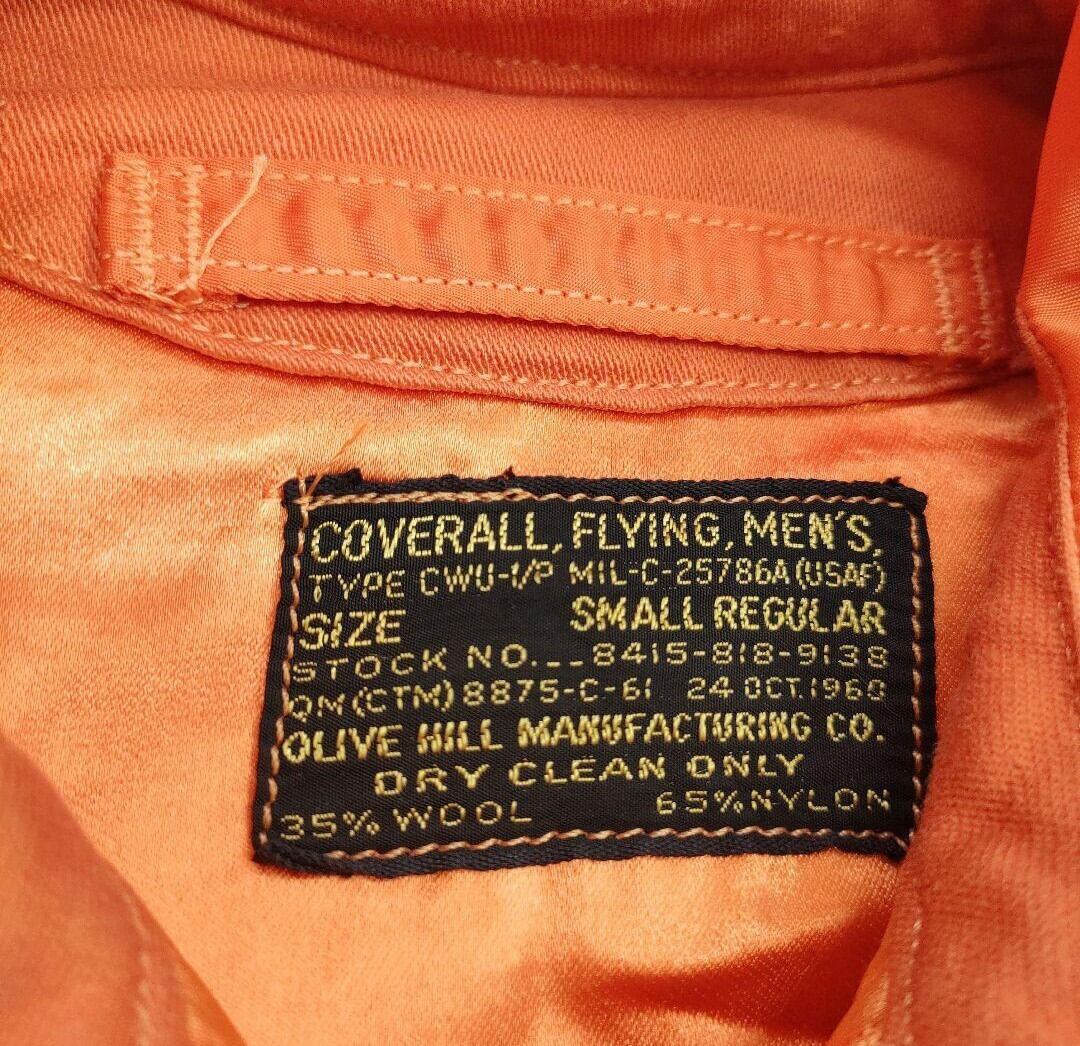 COVERALL, FLYING, MEN'S,
TYPE CWU-1/P MIL-C-25786A (USAF)
SIZE SMALL REGULAR
STOCK NO...8415-818-9138
QM(CTM)8875-C-61 24 OCT.1960
OLIVE HILL MANUFACTURING CO.
DRY CLEAN ONLY
35% WOOL 65% NYLON